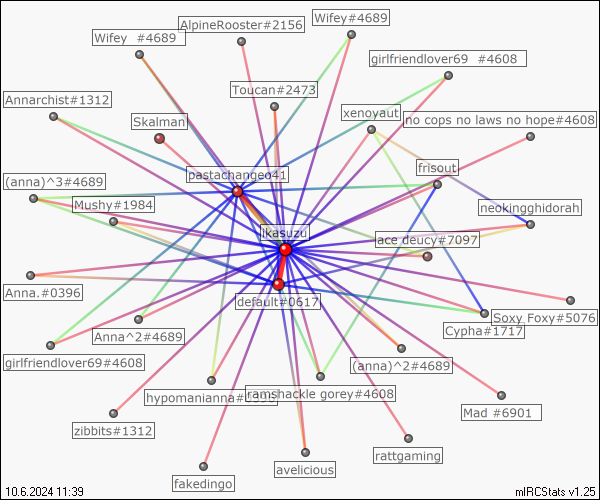 Wifey #4689
AlpineRooster#2156
Wifey#4689
girlfriendlover69 #4608
Toucan#2473
Annarchist#1312
xenoyaut
no cops no laws no hope#4608
Skalman
pastachangeo41
frisout
(anna)^3#4689
Mushy#1984
neokingghidorah
ikasuzu
ace deucy#7097
Anna.#0396
default#0617
Soxy Foxy#5076
Cypha#1717
Anna^2#4689
girlfriendlover69#4608
(anna)^2#4689
hypomanianna#
ramshackle gorey#4608
Mad #6901
zibbits#1312
rattgaming
avelicious
fakedingo
10.6.2024 11:39
mIRCStats v1.25